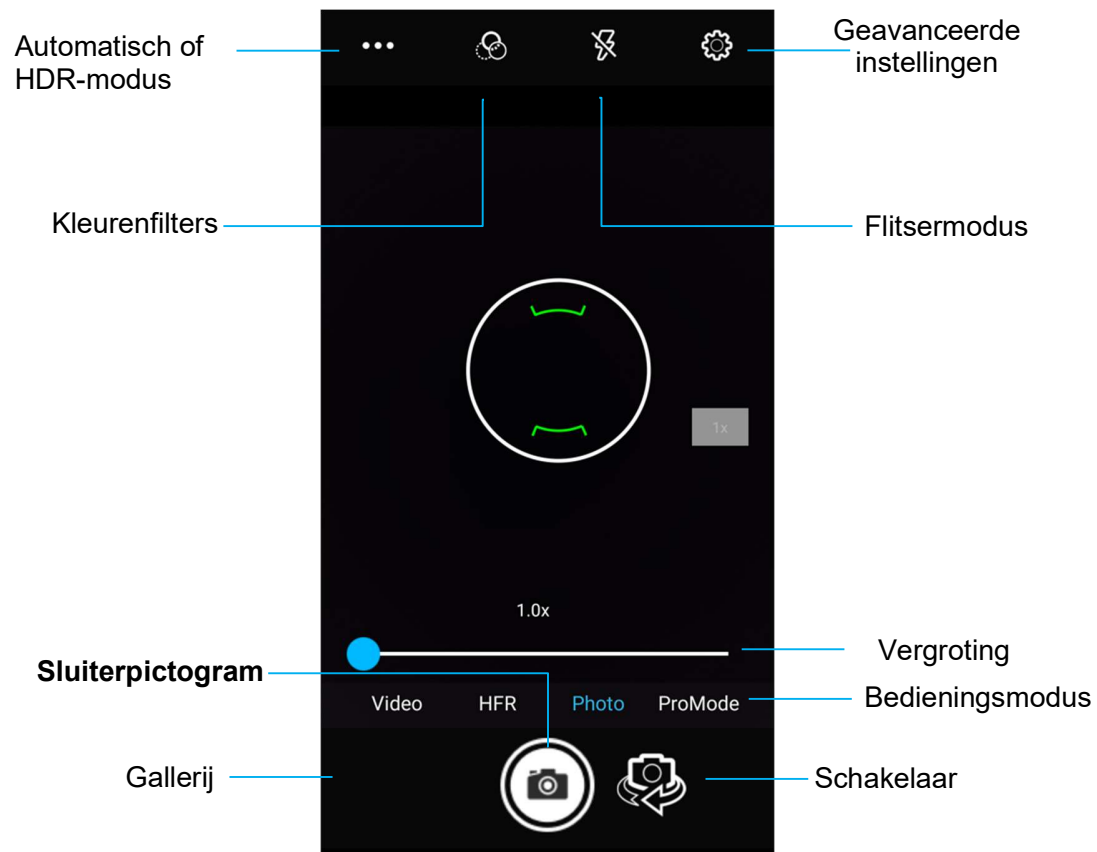 Automatisch of
HDR-modus
Geavanceerde
instellingen
Kleurenfilters
Flitsermodus
1x
1.0x
Vergroting
Sluiterpictogram
Video HFR Photo ProMode
Bedieningsmodus
Gallerij
Schakelaar